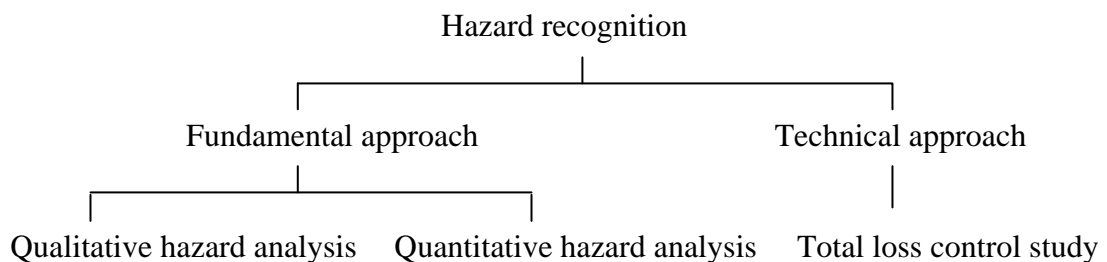 Hazard recognition
Fundamental approach
Technical approach
Qualitative hazard analysis
Quantitative hazard analysis
Total loss control study